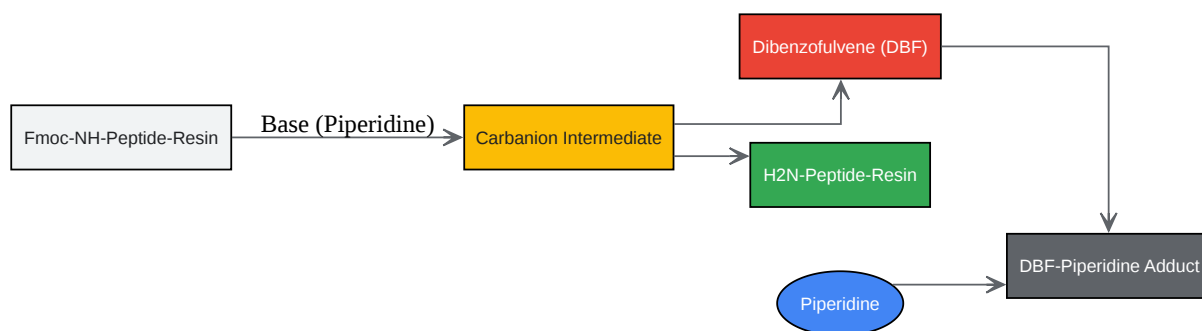 Dibenzofulvene (DBF)
Fmoc-NH-Peptide-Resin
Base (Piperidine)
Carbanion Intermediate
H2N-Peptide-Resin
DBF-Piperidine Adduct
Piperidine